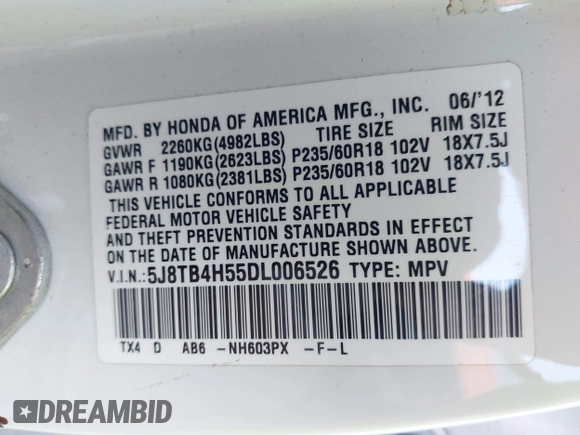 MFD. BY HONDA OF AMERICA MFG., INC. 06/'12
GVWR 2260KG(4982LBS) TIRE SIZE RIM SIZE
GAWR F 1190KG(2623LBS) P235/60R18 102V 18X7.5J
GAWR R 1080KG(2381LBS) P235/60R18 102V 18X7.5J
THIS VEHICLE CONFORMS TO ALL APPLICABLE
FEDERAL MOTOR VEHICLE SAFETY
AND THEFT PREVENTION STANDARDS IN EFFECT
ON THE DATE OF MANUFACTURE SHOWN ABOVE.
V.I.N.:5J8TB4H55DL006526 TYPE: MPV
TX4 D AB6 -NH603PX -F-L
DREAMBID